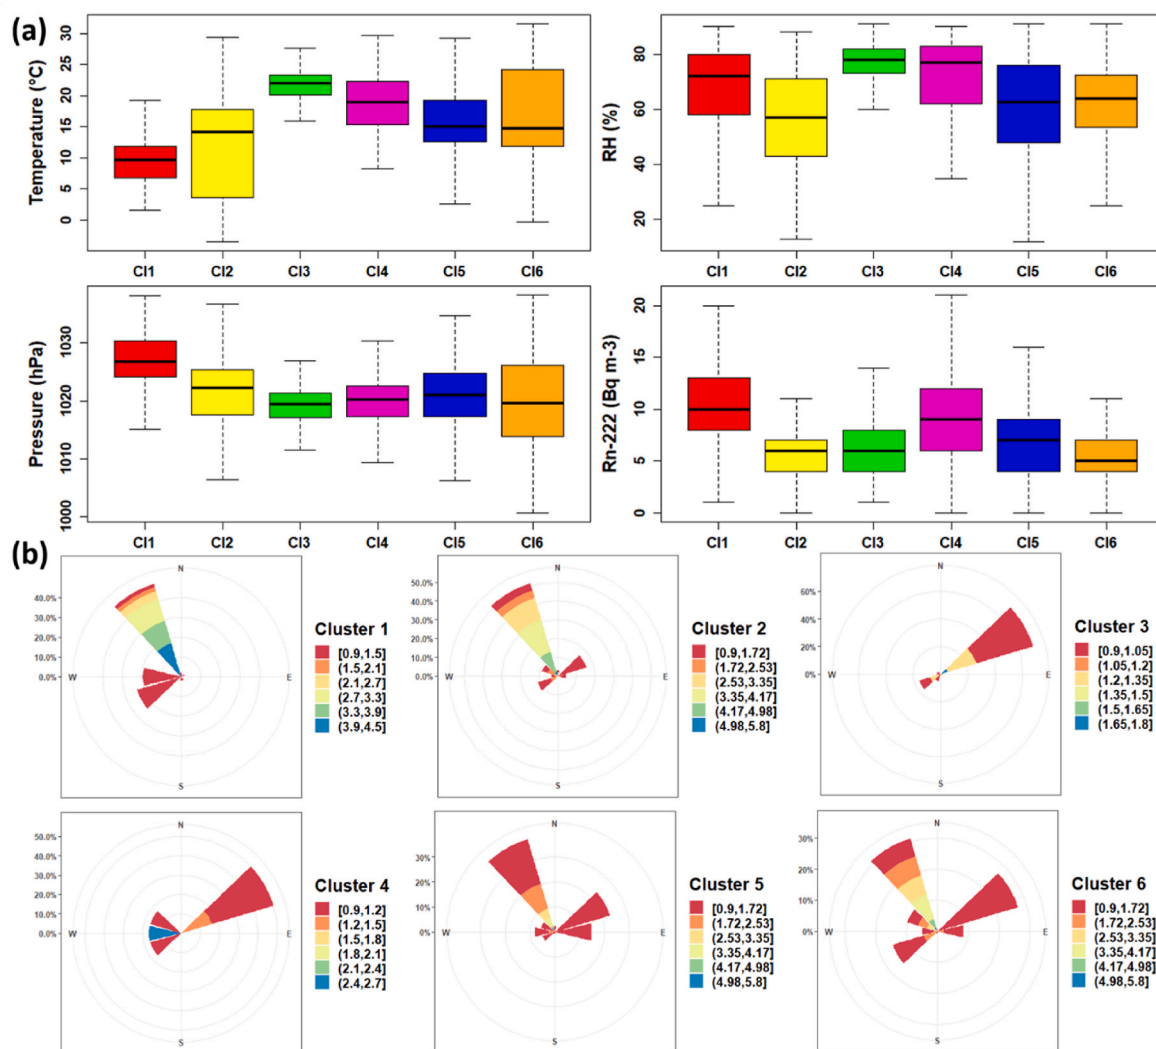 (a)
Temperature (°C)
30
25
20
15
10
5
0
Cl1 Cl2 Cl3 Cl4 Cl5 Cl6
RH (%)
80
60
40
20
Cl1 Cl2 Cl3 Cl4 Cl5 Cl6
Pressure (hPa)
1030
1020
1010
1000
Cl1 Cl2 Cl3 Cl4 Cl5 Cl6
Rn-222 (Bq m-3)
20
15
10
5
0
Cl1 Cl2 Cl3 Cl4 Cl5 Cl6
(b)
N
50.0%
40.0%
30.0%
20.0%
10.0%
0.0%
W
E
S
Cluster 1
[0.9,1.5]
(1.5,2.1]
(2.1,2.7]
(2.7,3.3]
(3.3,3.9]
(3.9,4.5]
N
50.0%
40.0%
30.0%
20.0%
10.0%
0.0%
W
E
S
Cluster 2
[0.9,1.72]
(1.72,2.53]
(2.53,3.35]
(3.35,4.17]
(4.17,4.98]
(4.98,5.8]
N
60%
40%
20%
0%
W
E
S
Cluster 3
[0.9,1.05]
(1.05,1.2]
(1.2,1.35]
(1.35,1.5]
(1.5,1.65]
(1.65,1.8]
N
50.0%
40.0%
30.0%
20.0%
10.0%
0.0%
W
E
S
Cluster 4
[0.9,1.2]
(1.2,1.5]
(1.5,1.8]
(1.8,2.1]
(2.1,2.4]
(2.4,2.7]
N
30%
20%
10%
0%
W
E
S
Cluster 5
[0.9,1.72]
(1.72,2.53]
(2.53,3.35]
(3.35,4.17]
(4.17,4.98]
(4.98,5.8]
N
30%
20%
10%
0%
W
E
S
Cluster 6
[0.9,1.72]
(1.72,2.53]
(2.53,3.35]
(3.35,4.17]
(4.17,4.98]
(4.98,5.8]